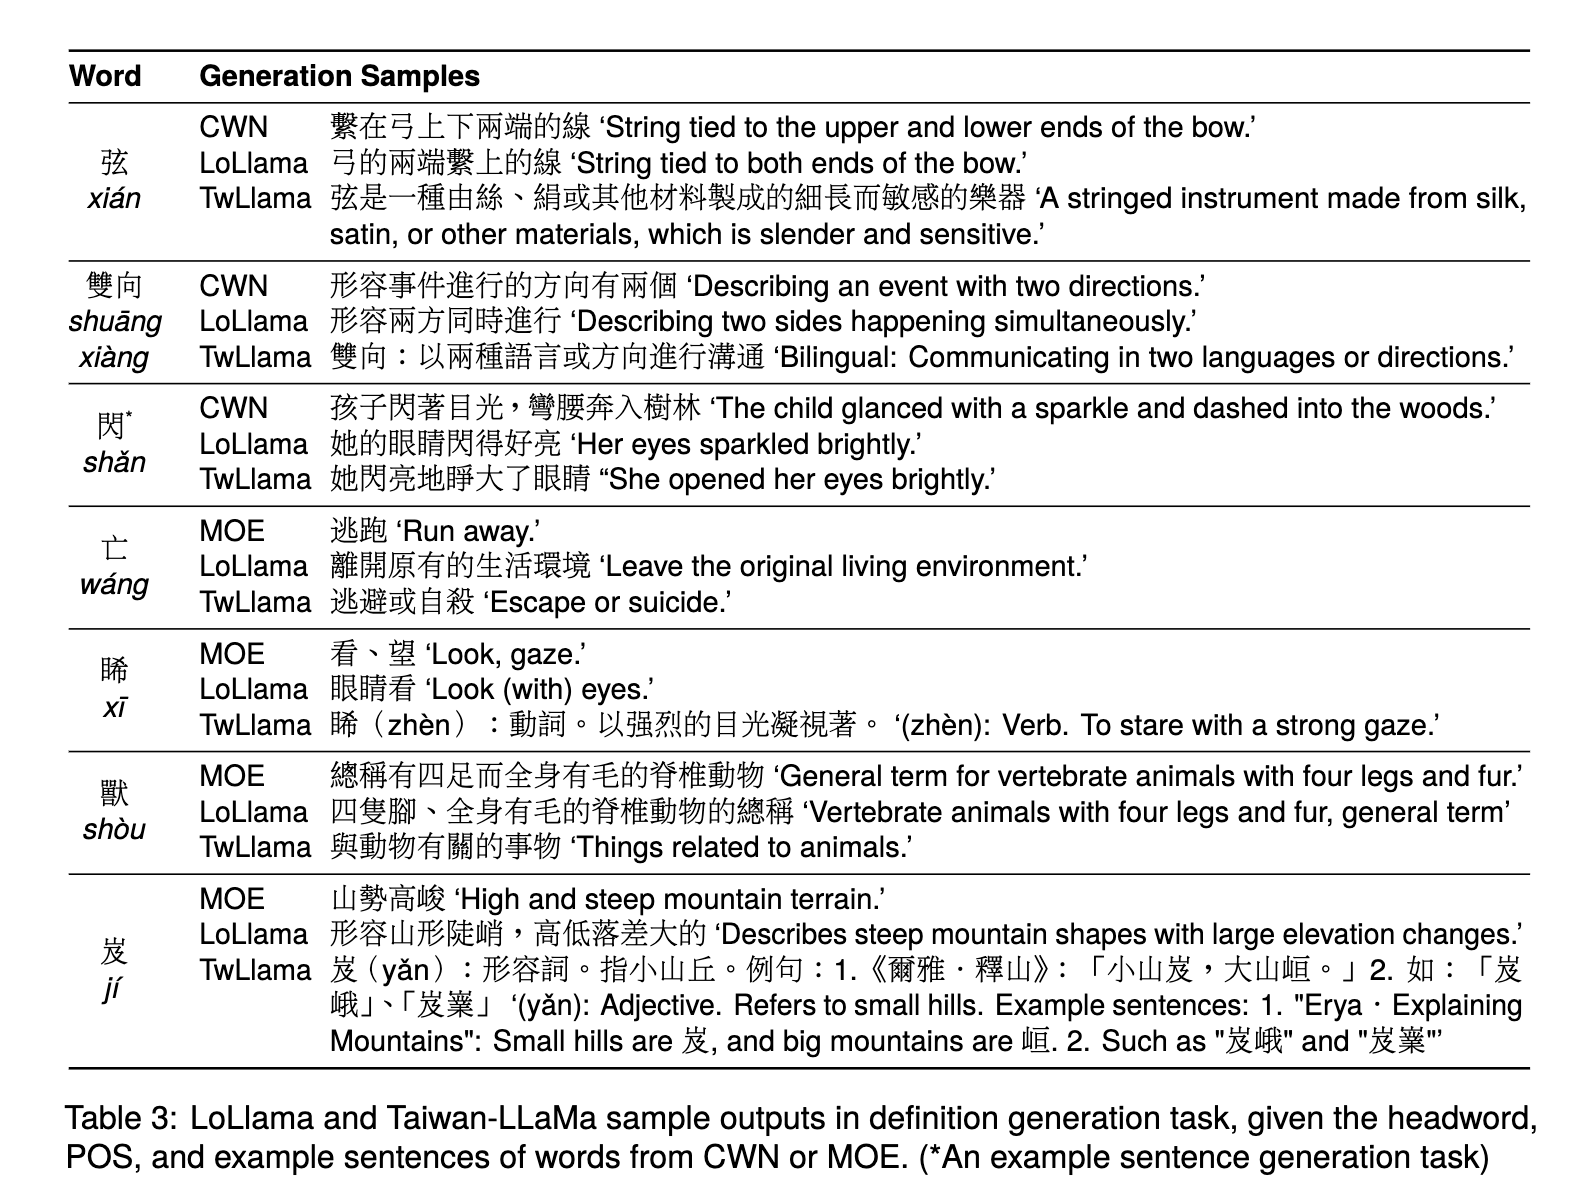 Word Generation Samples
CWN 繫在弓上下兩端的線 ‘String tied to the upper and lower ends of the bow.’
弦 LoLlama 弓的兩端繫上的線 ‘String tied to both ends of the bow.’
xián TwLlama 弦是一種由絲、絹或其他材料製成的細長而敏感的樂器 ‘A stringed instrument made from silk,
satin, or other materials, which is slender and sensitive.’
雙向 CWN 形容事件進行的方向有兩個 ‘Describing an event with two directions.’
shuāng LoLlama 形容兩方同時進行 ‘Describing two sides happening simultaneously.’
xiàng TwLlama 雙向：以兩種語言或方向進行溝通 ‘Bilingual: Communicating in two languages or directions.’
CWN 孩子閃著目光，彎腰奔入樹林 ‘The child glanced with a sparkle and dashed into the woods.’
閃* LoLlama 她的眼睛閃得好亮 ‘Her eyes sparkled brightly.’
shǎn TwLlama 她閃亮地睜大了眼睛 “She opened her eyes brightly.’
MOE 逃跑 ‘Run away.’
亡 LoLlama 離開原有的生活環境 ‘Leave the original living environment.’
wáng TwLlama 逃避或自殺 ‘Escape or suicide.’
MOE 看、望 ‘Look, gaze.’
睎 LoLlama 眼睛看 ‘Look (with) eyes.’
xī TwLlama 睎（zhèn）：動詞。以强烈的目光凝視著。 ‘(zhèn): Verb. To stare with a strong gaze.’
MOE 總稱有四足而全身有毛的脊椎動物 ‘General term for vertebrate animals with four legs and fur.’
獸 LoLlama 四隻腳、全身有毛的脊椎動物的總稱 ‘Vertebrate animals with four legs and fur, general term’
shòu TwLlama 與動物有關的事物 ‘Things related to animals.’
MOE 山勢高峻 ‘High and steep mountain terrain.’
岌 LoLlama 形容山形陡峭，高低落差大的 ‘Describes steep mountain shapes with large elevation changes.’
jí TwLlama 岌（yǎn）：形容詞。指小山丘。例句：1.《爾雅．釋山》：「小山岌，大山峘。」2. 如：「岌
峨」、「岌嶪」 ‘(yǎn): Adjective. Refers to small hills. Example sentences: 1. "Erya．Explaining
Mountains": Small hills are 岌, and big mountains are 峘. 2. Such as "岌峨" and "岌嶪"’
Table 3: LoLlama and Taiwan-LLaMa sample outputs in definition generation task, given the headword,
POS, and example sentences of words from CWN or MOE. (*An example sentence generation task)